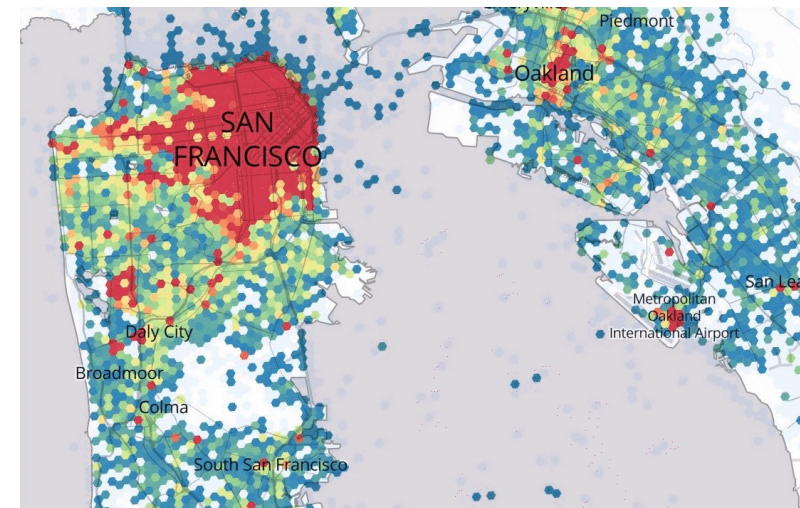 Piedmont
Oakland
SAN
FRANCISCO
San Lea
Metropolitan
Oakland
International Airport
Daly City
Broadmoor
Colma
South San Francisco